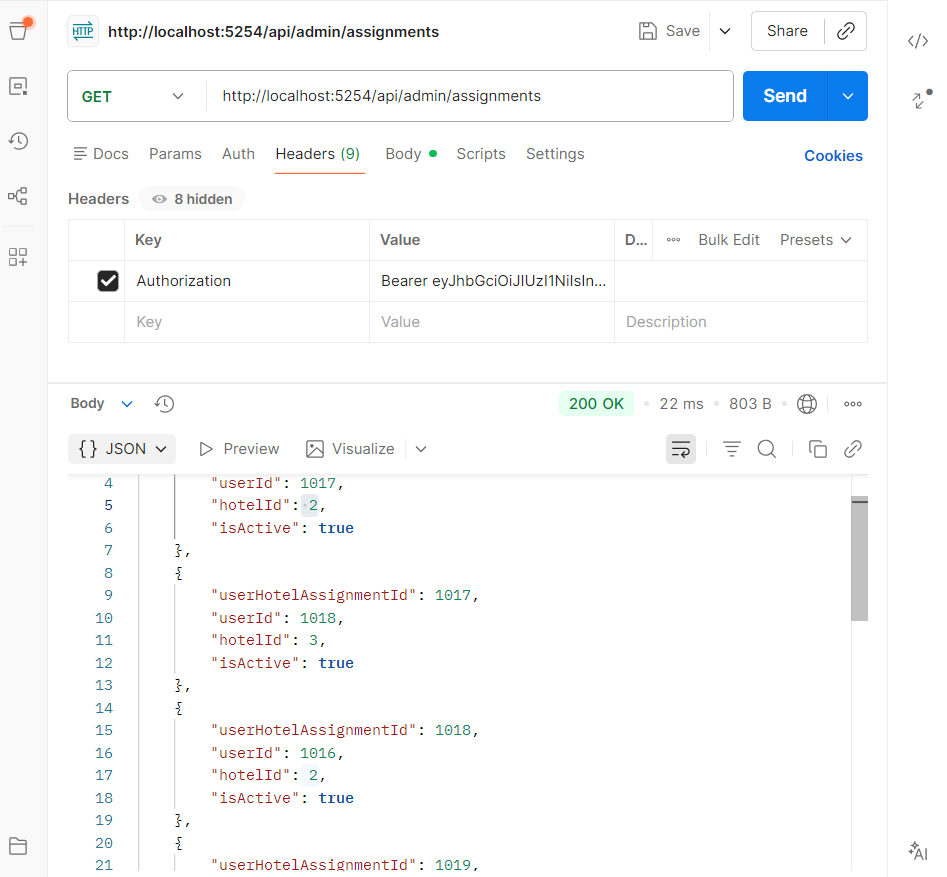 HTTP http://localhost:5254/api/admin/assignments Save Share
GET http://localhost:5254/api/admin/assignments Send
Docs Params Auth Headers (9) Body Scripts Settings Cookies
Headers 8 hidden
Key Value D... Bulk Edit Presets
Authorization Bearer eyJhbGciOiJIUzI1NiIsIn...
Key Value Description
Body 200 OK 22 ms 803 B
{} JSON Preview Visualize
4 "userId": 1017,
5 "hotelId": 2,
6 "isActive": true
7 },
8 {
9 "userHotelAssignmentId": 1017,
10 "userId": 1018,
11 "hotelId": 3,
12 "isActive": true
13 },
14 {
15 "userHotelAssignmentId": 1018,
16 "userId": 1016,
17 "hotelId": 2,
18 "isActive": true
19 },
20 {
21 "userHotelAssignmentId": 1019,
AI